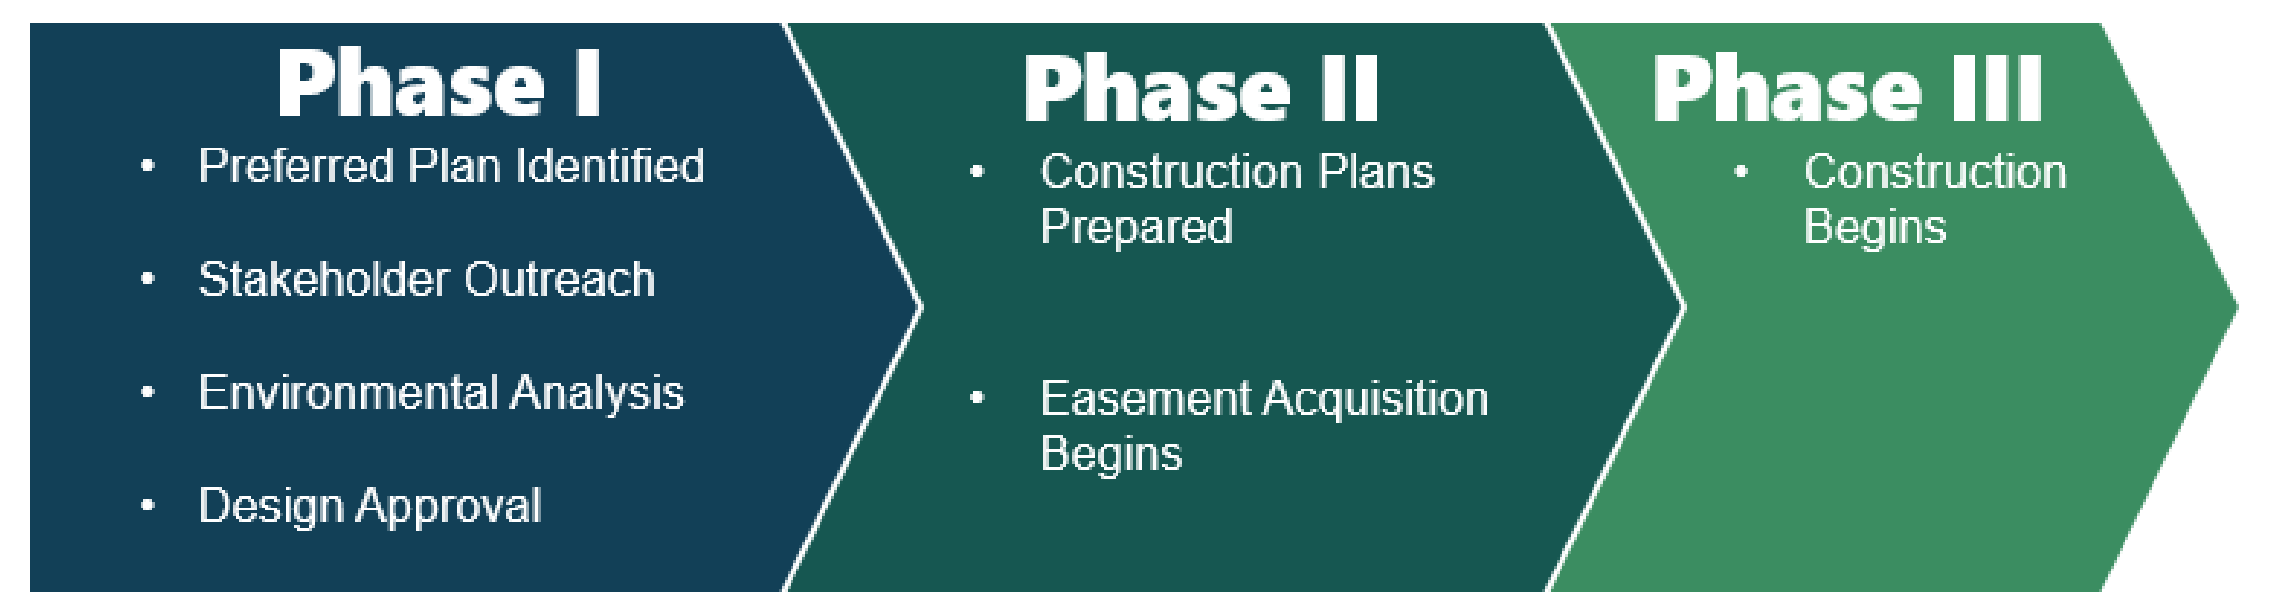 Phase I
• Preferred Plan Identified
• Stakeholder Outreach
• Environmental Analysis
• Design Approval
Phase II
• Construction Plans
Prepared
• Easement Acquisition
Begins
Phase III
• Construction
Begins